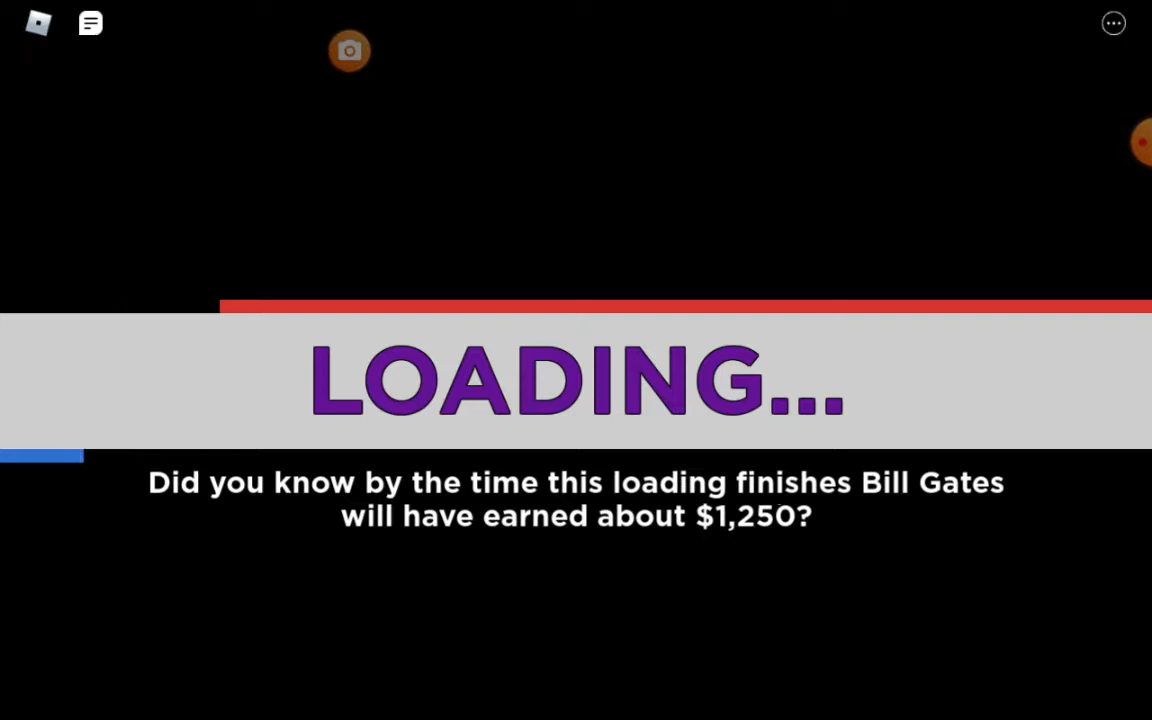 LOADING...
Did you know by the time this loading finishes Bill Gates
will have earned about $1,250?